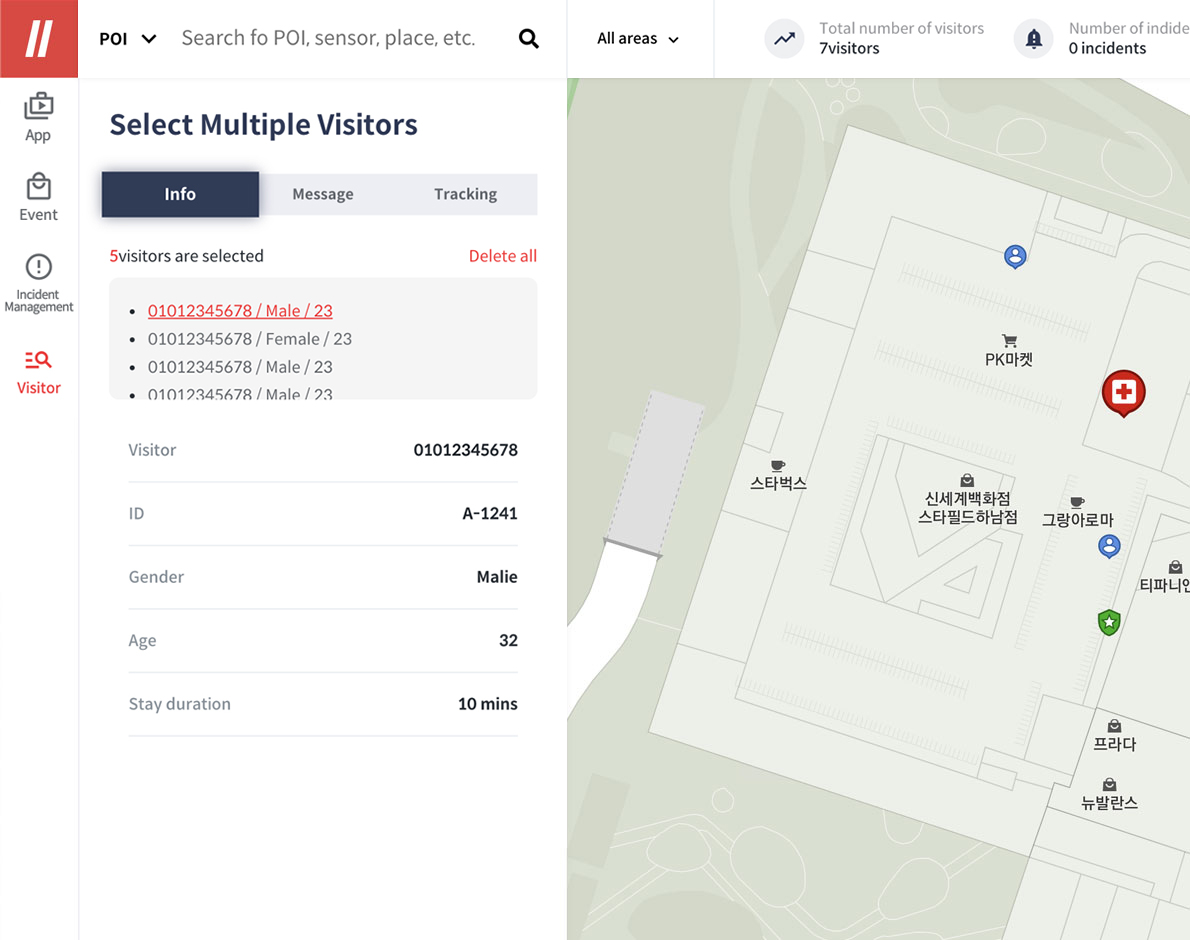 POI
Search fo POI, sensor, place, etc.
All areas
Total number of visitors
7visitors
Number of indide
0 incidents
App
Event
Incident
Management
Visitor
Select Multiple Visitors
Info
Message
Tracking
5visitors are selected
Delete all
01012345678 / Male / 23
01012345678 / Female / 23
01012345678 / Male / 23
01012345678 / Male / 23
Visitor
01012345678
ID
A-1241
Gender
Malie
Age
32
Stay duration
10 mins
PK마켓
스타벅스
신세계백화점
스타필드하남점
그랑아로마
티파니인
프라다
뉴발란스